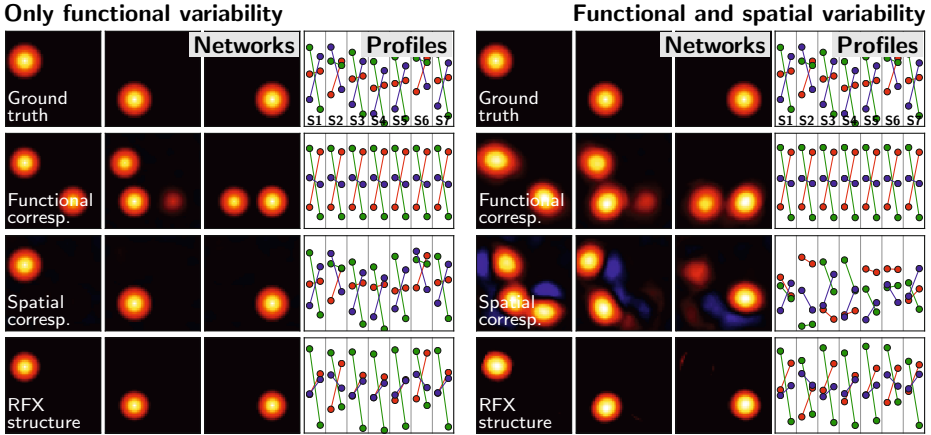 Only functional variability
Functional and spatial variability
Networks
Profiles
Ground
truth
S1 S2 S3 S4 S5 S6 S7
Functional
corresp.
Spatial
corresp.
RFX
structure
Networks
Profiles
Ground
truth
S1 S2 S3 S4 S5 S6 S7
Functional
corresp.
Spatial
corresp.
RFX
structure